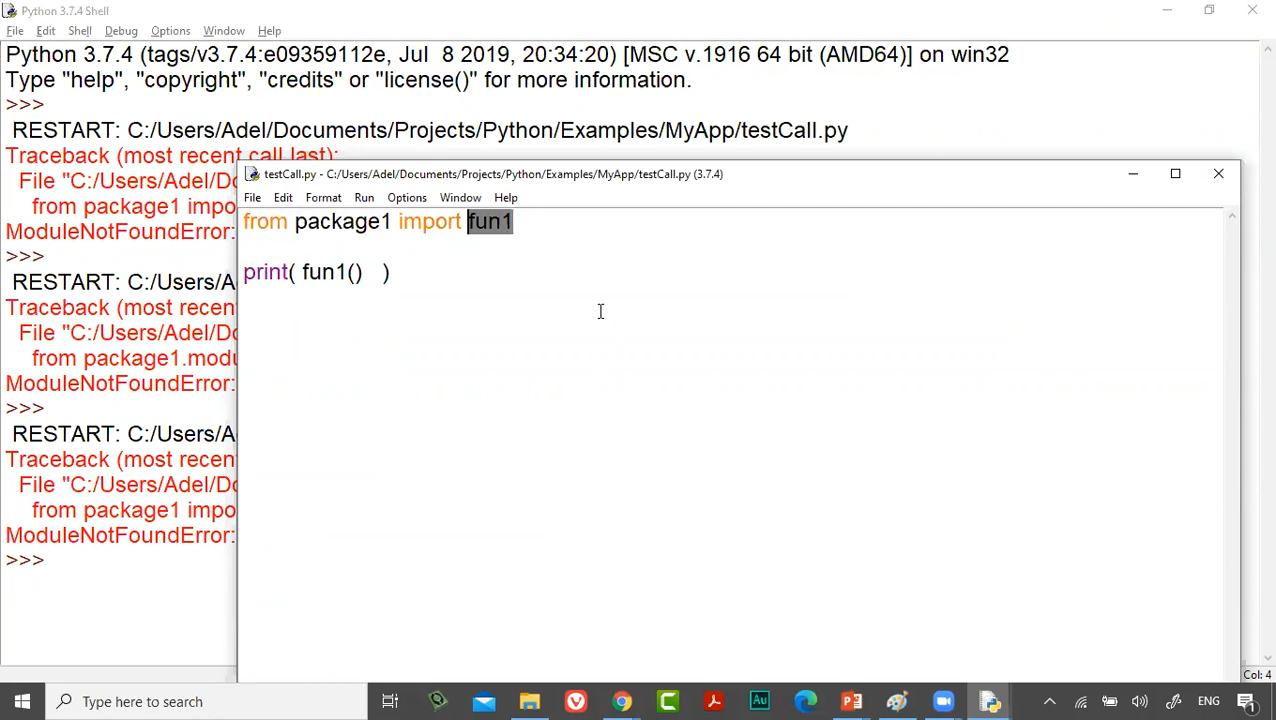 Python 3.7.4 Shell
File Edit Shell Debug Options Window Help
Python 3.7.4 (tags/v3.7.4:e09359112e, Jul 8 2019, 20:34:20) [MSC v.1916 64 bit (AMD64)] on win32
Type "help", "copyright", "credits" or "license()" for more information.
>>>
RESTART: C:/Users/Adel/Documents/Projects/Python/Examples/MyApp/testCall.py
Traceback (most recent call last):
File "C:/Users/Adel/Do
from package1 impo
ModuleNotFoundError:
>>>
RESTART: C:/Users/A
Traceback (most recen
File "C:/Users/Adel/Do
from package1.modu
ModuleNotFoundError:
>>>
RESTART: C:/Users/A
Traceback (most recen
File "C:/Users/Adel/Do
from package1 impo
ModuleNotFoundError:
>>>
testCall.py - C:/Users/Adel/Documents/Projects/Python/Examples/MyApp/testCall.py (3.7.4)
File Edit Format Run Options Window Help
from package1 import fun1
print( fun1() )
Col: 4
Type here to search
Au
ENG
1